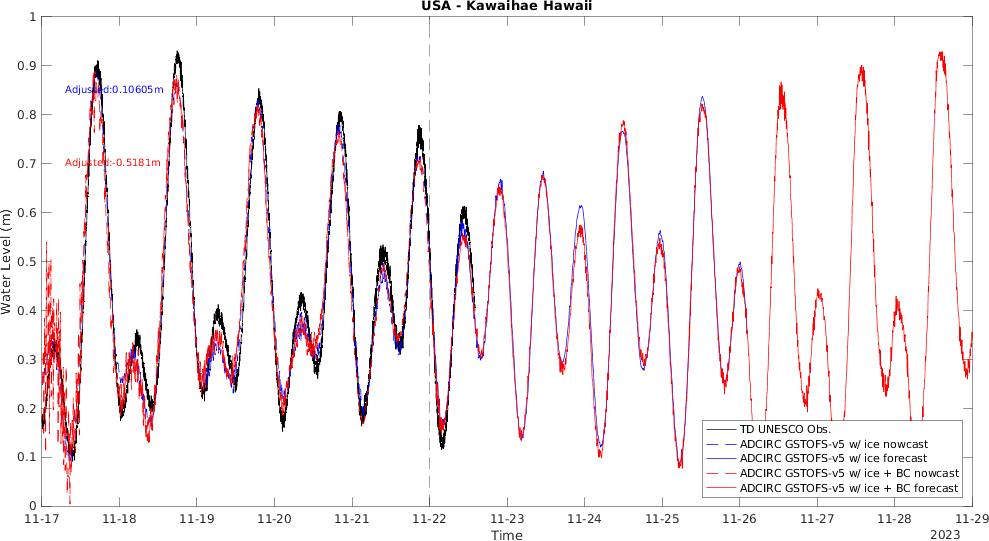 USA - Kawaihae Hawaii
1
0.9
Adjusted:0.10605m
0.8
0.7
Adjusted:-0.5181m
0.6
0.5
0.4
0.3
0.2
0.1
0
Water Level (m)
TD UNESCO Obs.
ADCIRC GSTOFS-v5 w/ ice nowcast
ADCIRC GSTOFS-v5 w/ ice forecast
ADCIRC GSTOFS-v5 w/ ice + BC nowcast
ADCIRC GSTOFS-v5 w/ ice + BC forecast
11-17 11-18 11-19 11-20 11-21 11-22 11-23 11-24 11-25 11-26 11-27 11-28 11-29
Time
2023